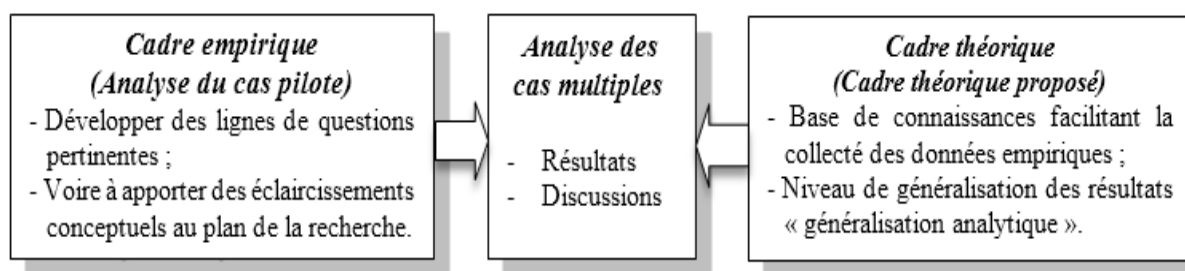 Cadre empirique
(Analyse du cas pilote)
- Développer des lignes de questions
pertinentes ;
- Voire à apporter des éclaircissements
conceptuels au plan de la recherche.
Analyse des
cas multiples
- Résultats
- Discussions
Cadre théorique
(Cadre théorique proposé)
- Base de connaissances facilitant la
collecté des données empiriques ;
- Niveau de généralisation des résultats
« généralisation analytique ».